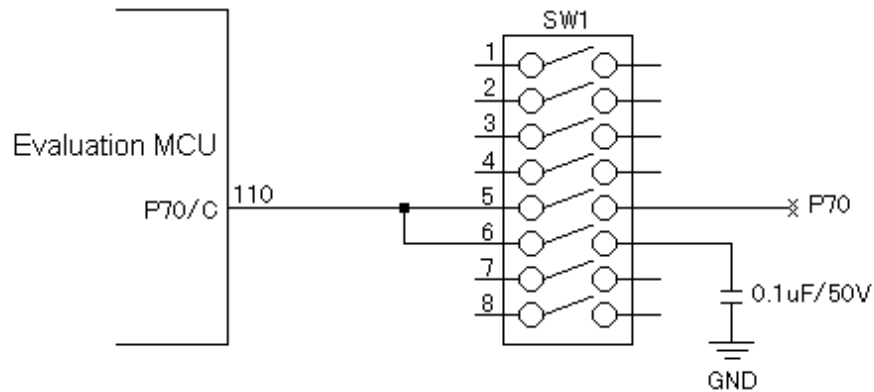 SW1
1
2
3
4
5
6
7
8
Evaluation MCU
P70/C
110
P70
0.1uF/50V
GND